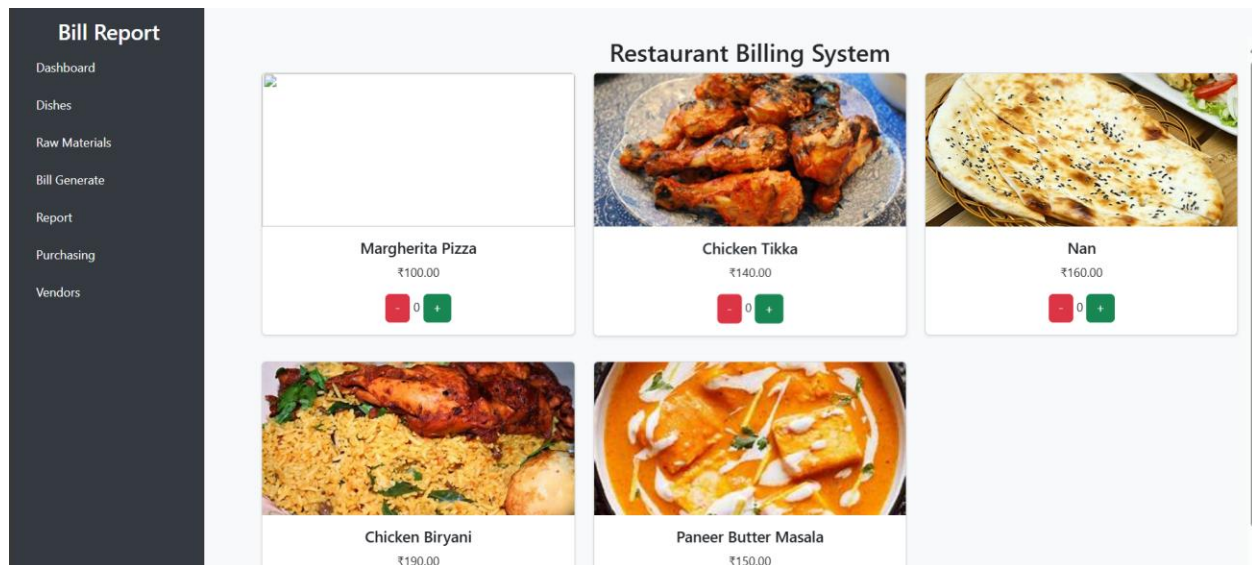 Bill Report
Dashboard
Dishes
Raw Materials
Bill Generate
Report
Purchasing
Vendors
Restaurant Billing System
Margherita Pizza
₹100.00
- 0 +
Chicken Tikka
₹140.00
- 0 +
Nan
₹160.00
- 0 +
Chicken Biryani
₹190.00
Paneer Butter Masala
₹150.00